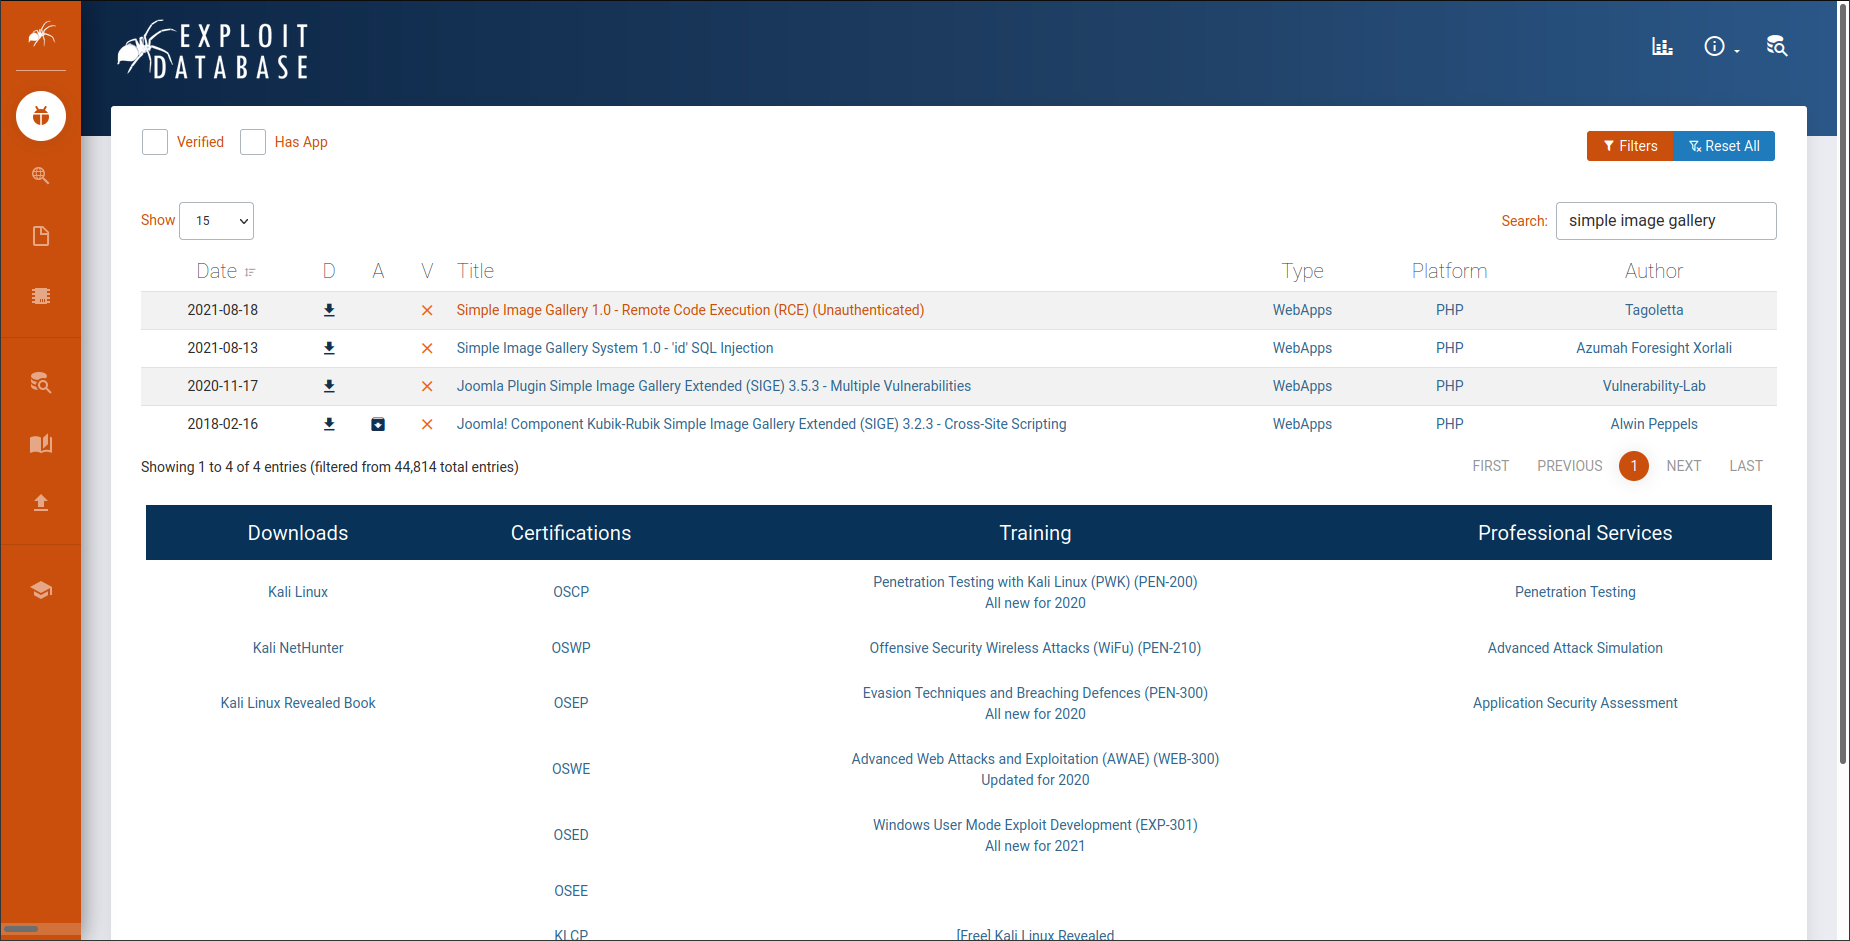 EXPLOIT
DATABASE
Verified Has App
Filters Reset All
Show 15
Search: simple image gallery
Date D A V Title Type Platform Author
2021-08-18 Simple Image Gallery 1.0 - Remote Code Execution (RCE) (Unauthenticated) WebApps PHP Tagoletta
2021-08-13 Simple Image Gallery System 1.0 - 'id' SQL Injection WebApps PHP Azumah Foresight Xorlali
2020-11-17 Joomla Plugin Simple Image Gallery Extended (SIGE) 3.5.3 - Multiple Vulnerabilities WebApps PHP Vulnerability-Lab
2018-02-16 Joomla! Component Kubik-Rubik Simple Image Gallery Extended (SIGE) 3.2.3 - Cross-Site Scripting WebApps PHP Alwin Peppels
Showing 1 to 4 of 4 entries (filtered from 44,814 total entries)
FIRST PREVIOUS 1 NEXT LAST
Downloads Certifications Training Professional Services
Kali Linux OSCP Penetration Testing with Kali Linux (PWK) (PEN-200)
All new for 2020
Penetration Testing
Kali NetHunter OSWP Offensive Security Wireless Attacks (WiFu) (PEN-210) Advanced Attack Simulation
Kali Linux Revealed Book OSEP Evasion Techniques and Breaching Defences (PEN-300)
All new for 2020
Application Security Assessment
OSWE Advanced Web Attacks and Exploitation (AWAE) (WEB-300)
Updated for 2020
OSED Windows User Mode Exploit Development (EXP-301)
All new for 2021
OSEE
KLCP [Free] Kali Linux Revealed